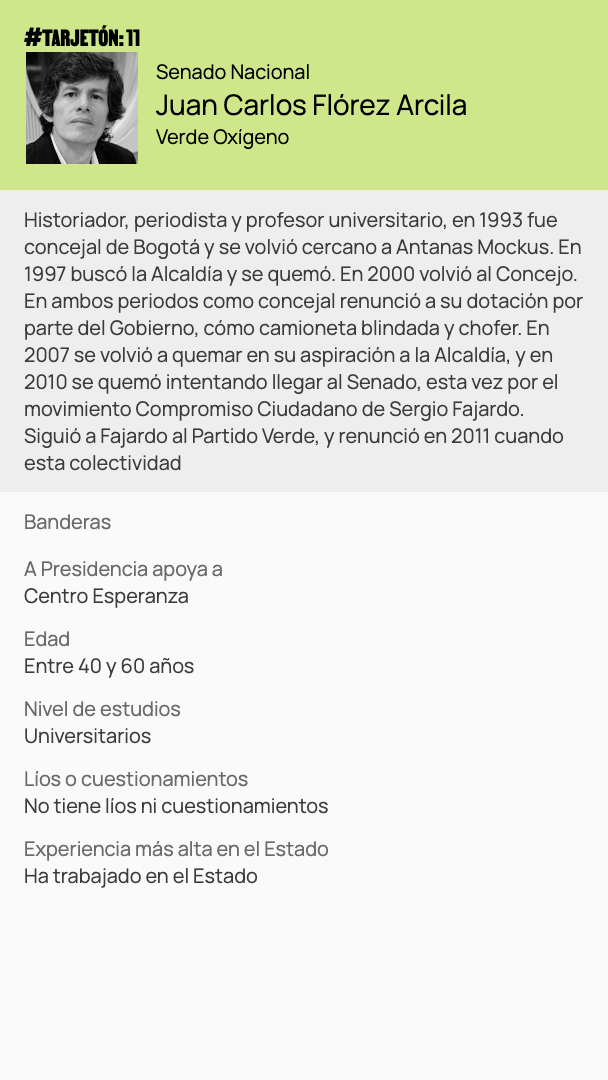 #TARJETÓN: 11
Senado Nacional
Juan Carlos Flórez Arcila
Verde Oxígeno
Historiador, periodista y profesor universitario, en 1993 fue
concejal de Bogotá y se volvió cercano a Antanas Mockus. En
1997 buscó la Alcaldía y se quemó. En 2000 volvió al Concejo.
En ambos periodos como concejal renunció a su dotación por
parte del Gobierno, cómo camioneta blindada y chofer. En
2007 se volvió a quemar en su aspiración a la Alcaldía, y en
2010 se quemó intentando llegar al Senado, esta vez por el
movimiento Compromiso Ciudadano de Sergio Fajardo.
Siguió a Fajardo al Partido Verde, y renunció en 2011 cuando
esta colectividad
Banderas
A Presidencia apoya a
Centro Esperanza
Edad
Entre 40 y 60 años
Nivel de estudios
Universitarios
Líos o cuestionamientos
No tiene líos ni cuestionamientos
Experiencia más alta en el Estado
Ha trabajado en el Estado